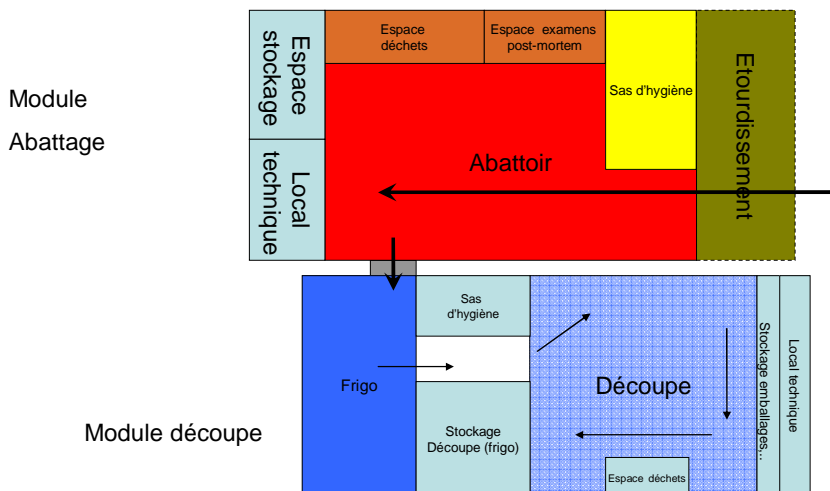 Module
Abattage
Espace
stockage
Local
technique
Espace
déchets
Espace examens
post-mortem
Sas d'hygiène
Etourdissement
Abattoir
Module découpe
Frigo
Sas
d'hygiène
Stockage
Découpe (frigo)
Découpe
Espace déchets
Stockage emballages,..
Local technique